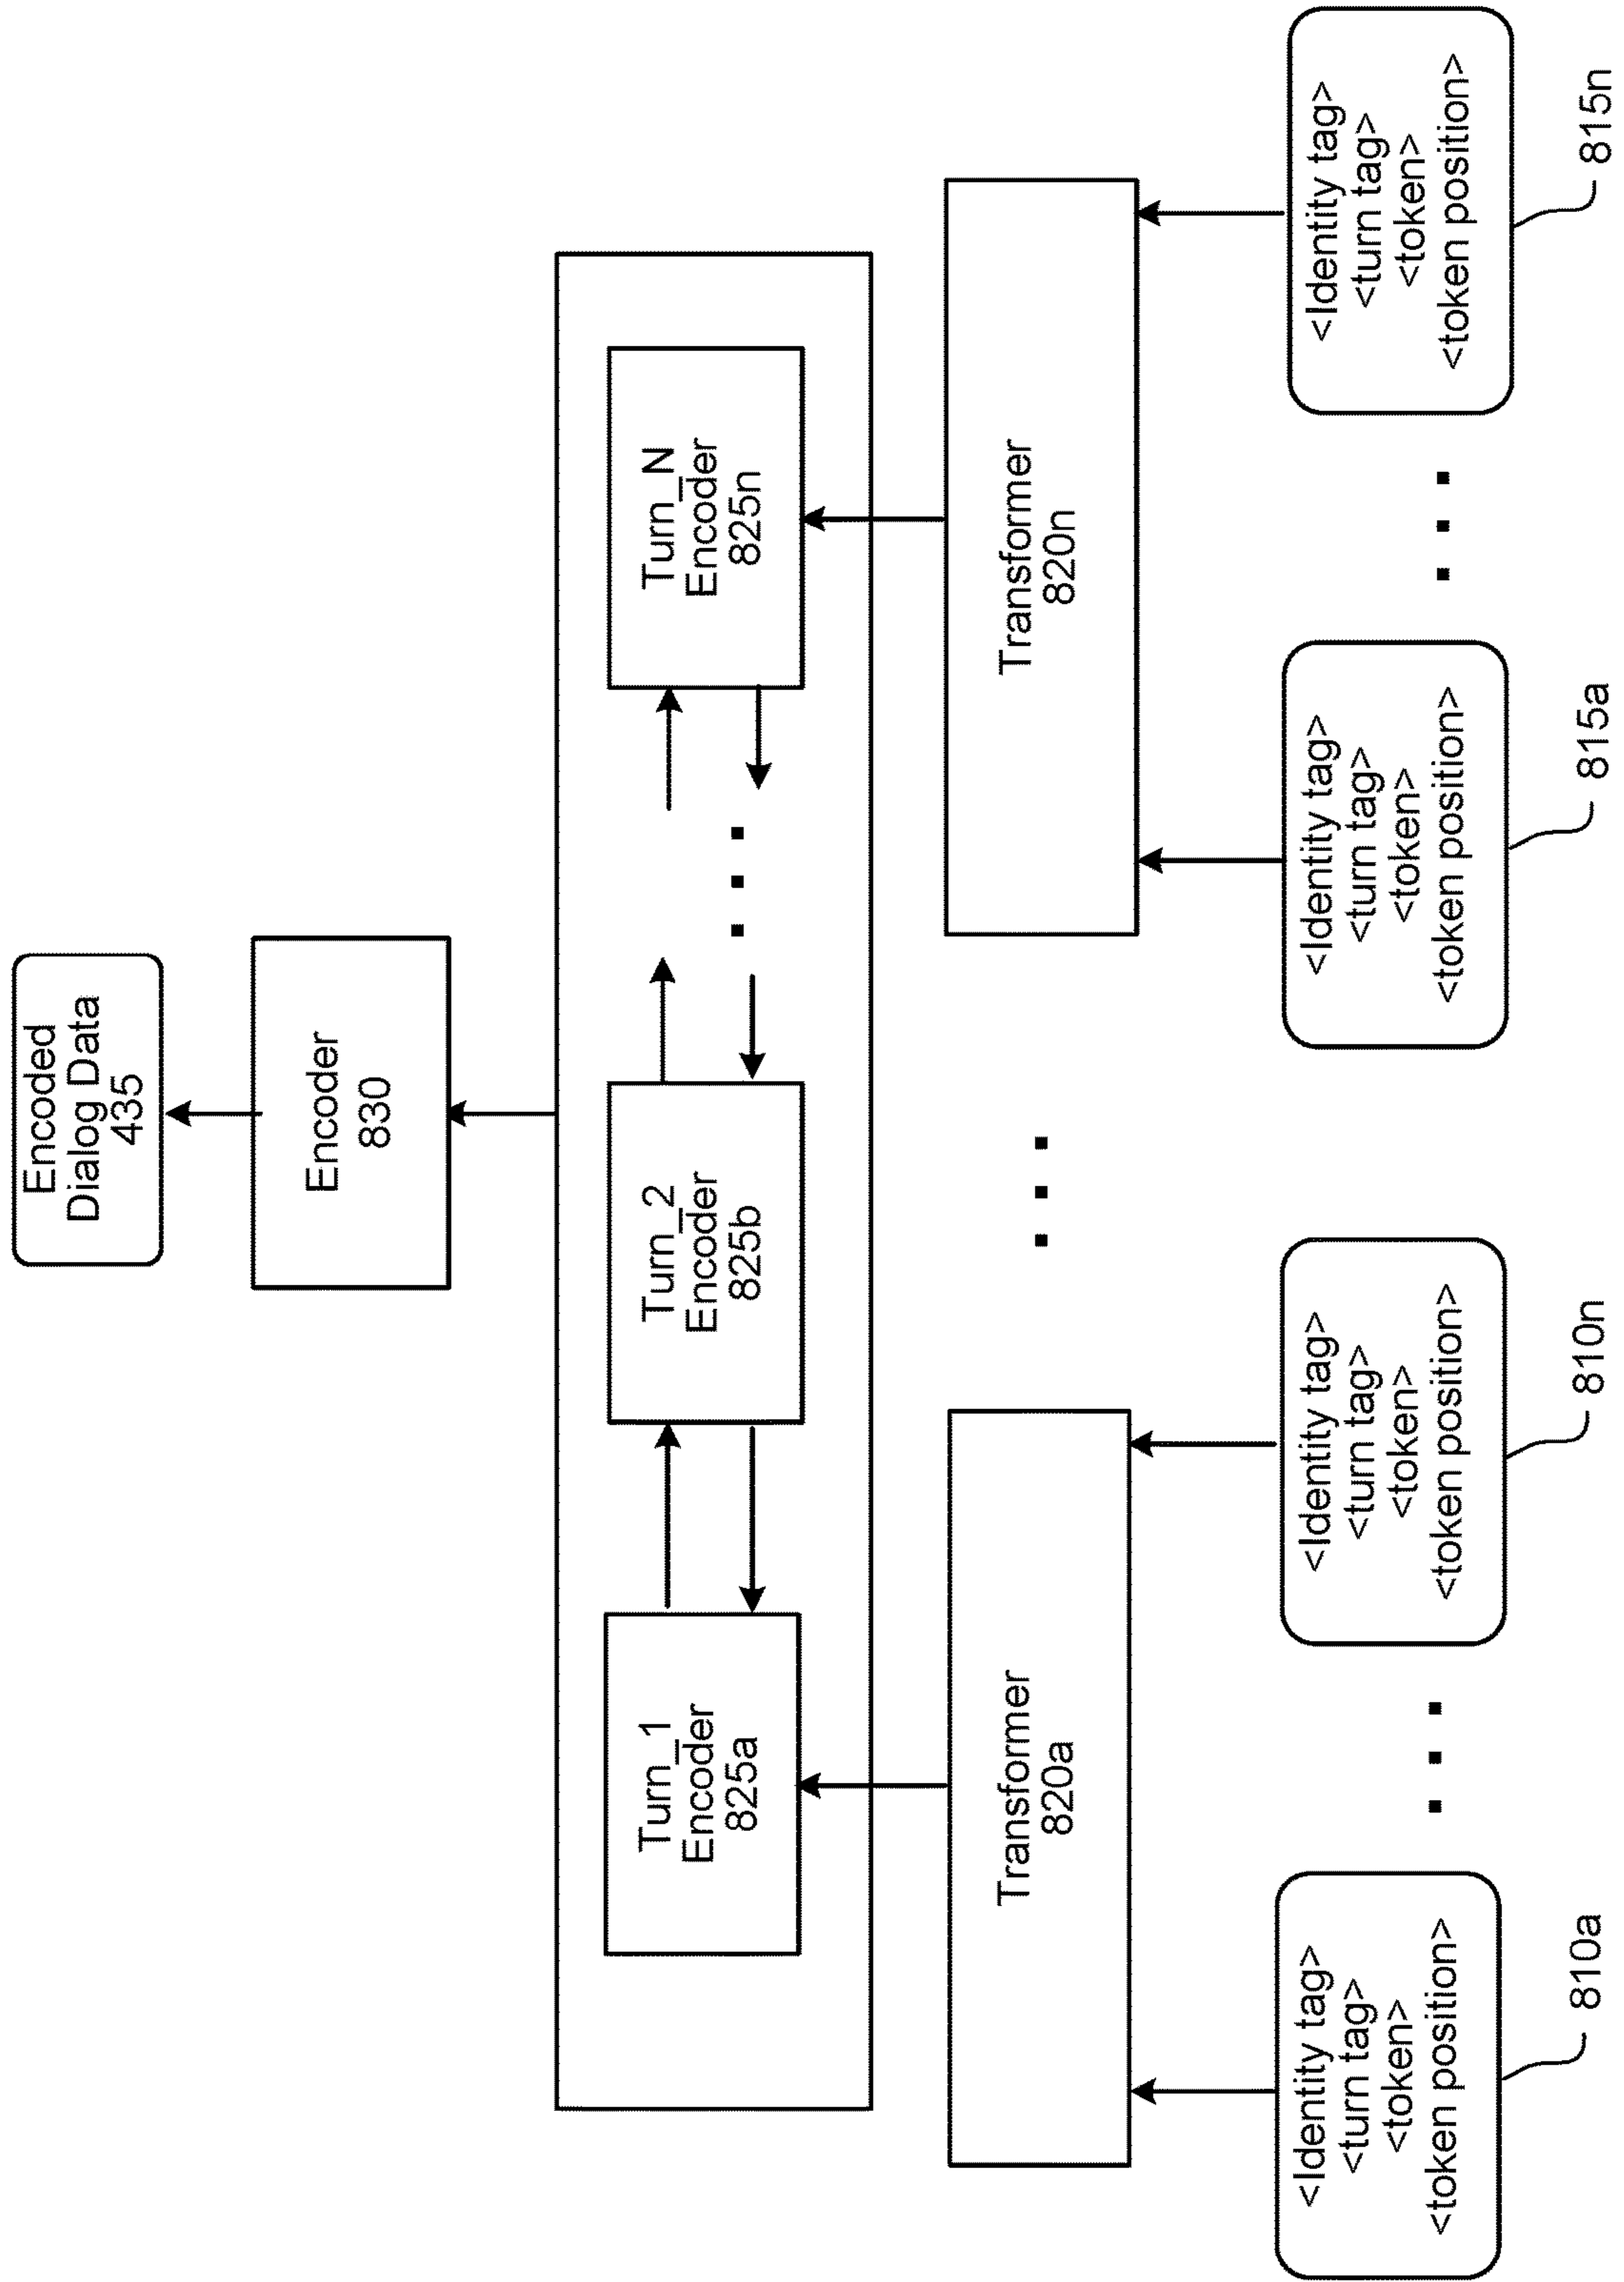 Encoded
Dialog Data
435
Encoder
830
Turn_1
Encoder
825a
Turn_2
Encoder
825b
Turn_N
Encoder
825n
Transformer
820a
Transformer
820n
<Identity tag>
<turn tag>
<token>
<token position>
810a
<Identity tag>
<turn tag>
<token>
<token position>
810n
<Identity tag>
<turn tag>
<token>
<token position>
815a
<Identity tag>
<turn tag>
<token>
<token position>
815n